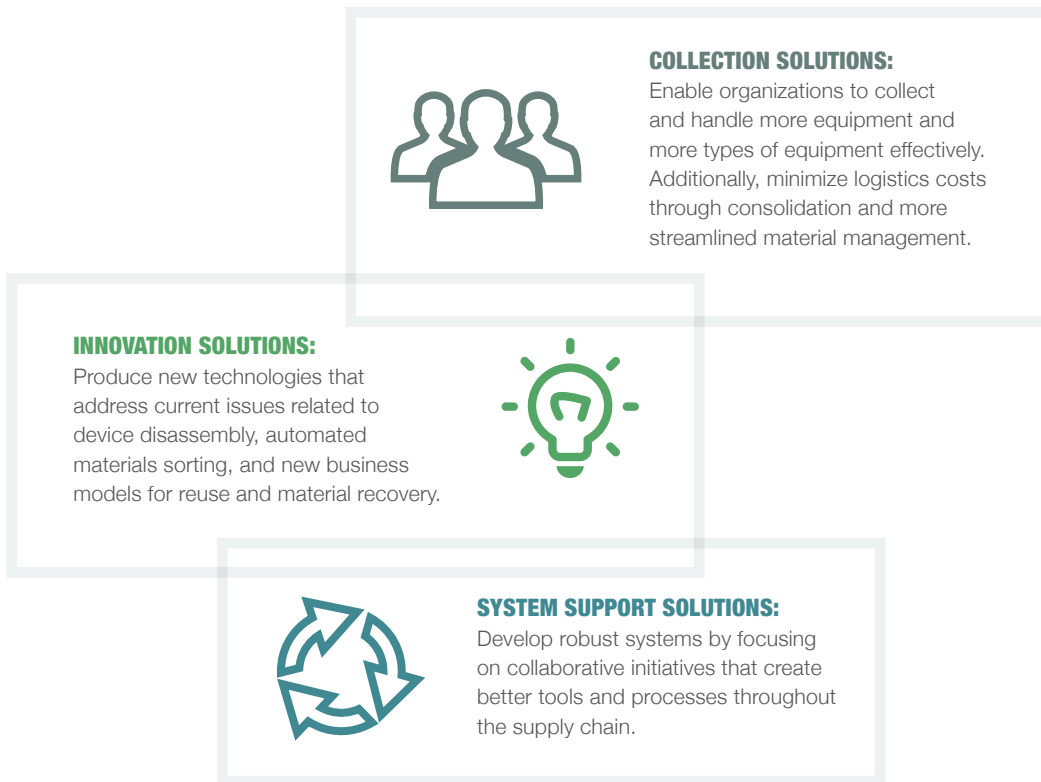 COLLECTION SOLUTIONS:
Enable organizations to collect
and handle more equipment and
more types of equipment effectively.
Additionally, minimize logistics costs
through consolidation and more
streamlined material management.
INNOVATION SOLUTIONS:
Produce new technologies that
address current issues related to
device disassembly, automated
materials sorting, and new business
models for reuse and material recovery.
SYSTEM SUPPORT SOLUTIONS:
Develop robust systems by focusing
on collaborative initiatives that create
better tools and processes throughout
the supply chain.